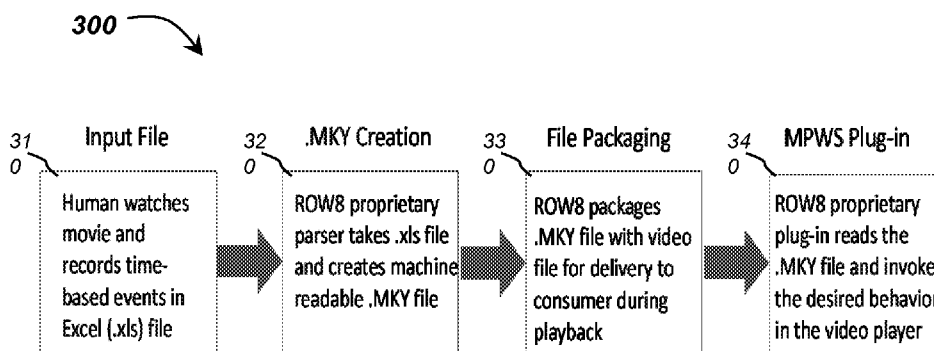 300
31
0
Input File
32
0
.MKY Creation
33
0
File Packaging
34
0
MPWS Plug-in
Human watches
movie and
records time-
based events in
Excel (.xls) file
ROW8 proprietary
parser takes .xls file
and creates machine
readable .MKY file
ROW8 packages
.MKY file with video
file for delivery to
consumer during
playback
ROW8 proprietary
plug-in reads the
.MKY file and invoke
the desired behavior
in the video player